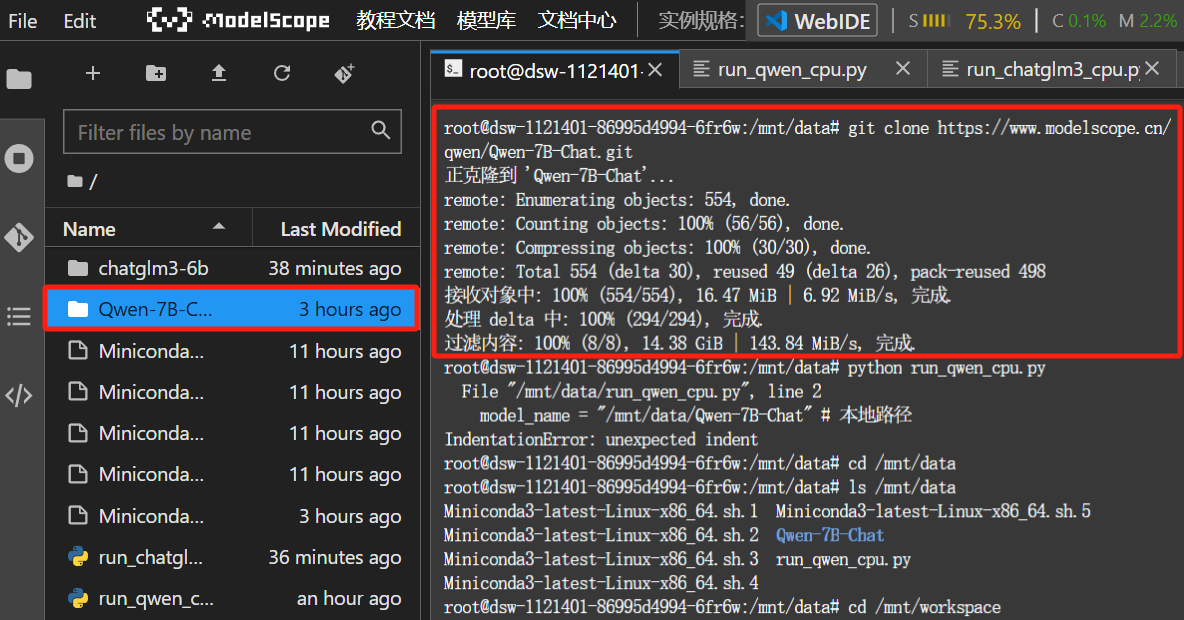 File Edit ModelScope 教程文档 模型库 文档中心 实例规格: WebIDE S 75.3% C 0.1% M 2.2%
root@dsw-1121401- run_qwen_cpu.py run_chatglm3_cpu.p
Filter files by name
/
Name Last Modified
chatglm3-6b 38 minutes ago
Qwen-7B-C... 3 hours ago
Miniconda... 11 hours ago
Miniconda... 11 hours ago
Miniconda... 11 hours ago
Miniconda... 11 hours ago
Miniconda... 3 hours ago
run_chatgl... 36 minutes ago
run_qwen_c... an hour ago
root@dsw-1121401-86995d4994-6fr6w:/mnt/data# git clone https://www.modelscope.cn/
qwen/Qwen-7B-Chat.git
正克隆到 'Qwen-7B-Chat'...
remote: Enumerating objects: 554, done.
remote: Counting objects: 100% (56/56), done.
remote: Compressing objects: 100% (30/30), done.
remote: Total 554 (delta 30), reused 49 (delta 26), pack-reused 498
接收对象中: 100% (554/554), 16.47 MiB | 6.92 MiB/s, 完成.
处理 delta 中: 100% (294/294), 完成.
过滤内容: 100% (8/8), 14.38 GiB | 143.84 MiB/s, 完成.
root@dsw-1121401-86995d4994-6fr6w:/mnt/data# python run_qwen_cpu.py
File "/mnt/data/run_qwen_cpu.py", line 2
model_name = "/mnt/data/Qwen-7B-Chat" # 本地路径
IndentationError: unexpected indent
root@dsw-1121401-86995d4994-6fr6w:/mnt/data# cd /mnt/data
root@dsw-1121401-86995d4994-6fr6w:/mnt/data# ls /mnt/data
Miniconda3-latest-Linux-x86_64.sh.1 Miniconda3-latest-Linux-x86_64.sh.5
Miniconda3-latest-Linux-x86_64.sh.2 Qwen-7B-Chat
Miniconda3-latest-Linux-x86_64.sh.3 run_qwen_cpu.py
Miniconda3-latest-Linux-x86_64.sh.4
root@dsw-1121401-86995d4994-6fr6w:/mnt/data# cd /mnt/workspace